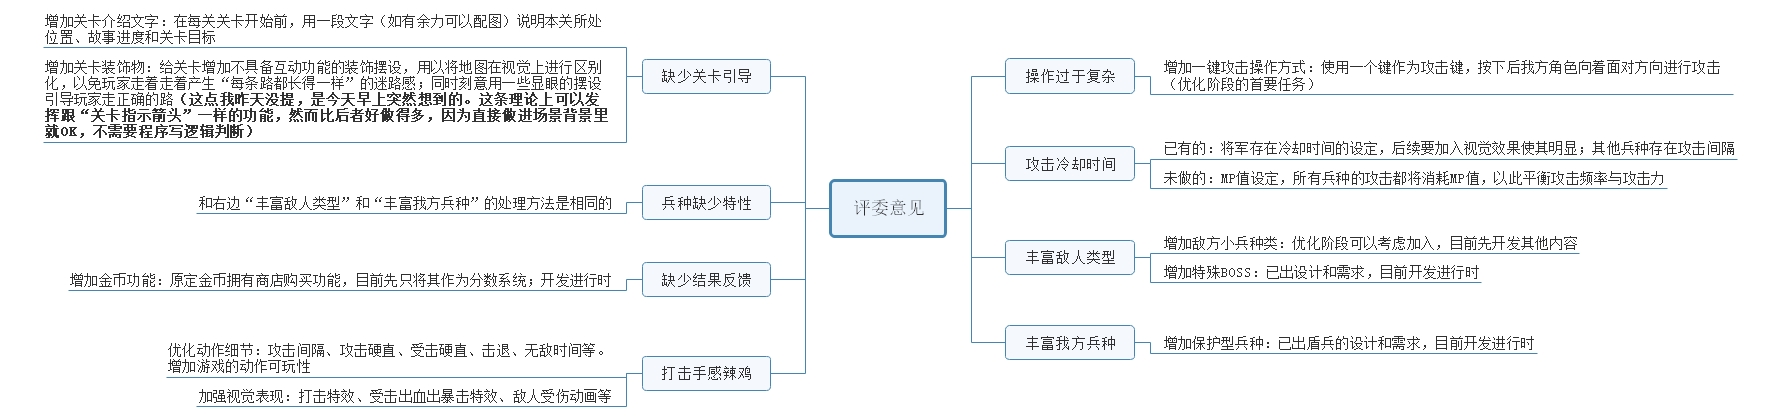 评委意见
操作过于复杂
增加一键攻击操作方式：使用一个键作为攻击键，按下后我方角色向着面对方向进行攻击
（优化阶段的首要任务）
攻击冷却时间
已有的：将军存在冷却时间的设定，后续要加入视觉效果使其明显；其他兵种存在攻击间隔
未做的：MP值设定，所有兵种的攻击都将消耗MP值，以此平衡攻击频率与攻击力
丰富敌人类型
增加敌方小兵种类：优化阶段可以考虑加入，目前先开发其他内容
增加特殊BOSS：已出设计和需求，目前开发进行时
丰富我方兵种
增加保护型兵种：已出盾兵的设计和需求，目前开发进行时
缺少关卡引导
增加关卡介绍文字：在每关关卡开始前，用一段文字（如有余力可以配图）说明本关所处
位置、故事进度和关卡目标
增加关卡装饰物：给关卡增加不具备互动功能的装饰摆设，用以将地图在视觉上进行区别
化，以免玩家走着走着产生“每条路都长得一样”的迷路感；同时刻意用一些显眼的摆设
引导玩家走正确的路（这点我昨天没提，是今天早上突然想到的。这条理论上可以发
挥跟“关卡指示箭头”一样的功能，然而比后者好做得多，因为直接做进场景背景里
就OK，不需要程序写逻辑判断）
兵种缺少特性
和右边“丰富敌人类型”和“丰富我方兵种”的处理方法是相同的
缺少结果反馈
增加金币功能：原定金币拥有商店购买功能，目前先只将其作为分数系统；开发进行时
打击手感辣鸡
优化动作细节：攻击间隔、攻击硬直、受击硬直、击退、无敌时间等。
增加游戏的动作可玩性
加强视觉表现：打击特效、受击出血出暴击特效、敌人受伤动画等